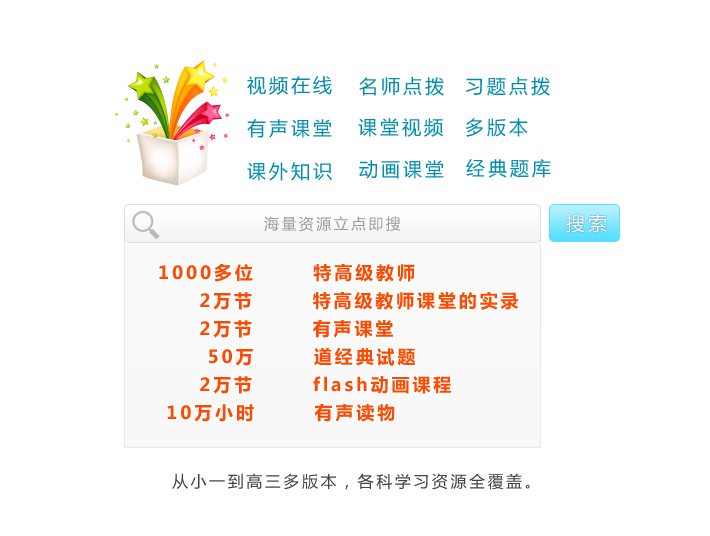 视频在线 名师点拨 习题点拨
有声课堂 课堂视频 多版本
课外知识 动画课堂 经典题库
海量资源立点即搜 搜索
1000多位 特高级教师
2万节 特高级教师课堂的实录
2万节 有声课堂
50万 道经典试题
2万节 flash动画课程
10万小时 有声读物
从小一到高三多版本，各科学习资源全覆盖。